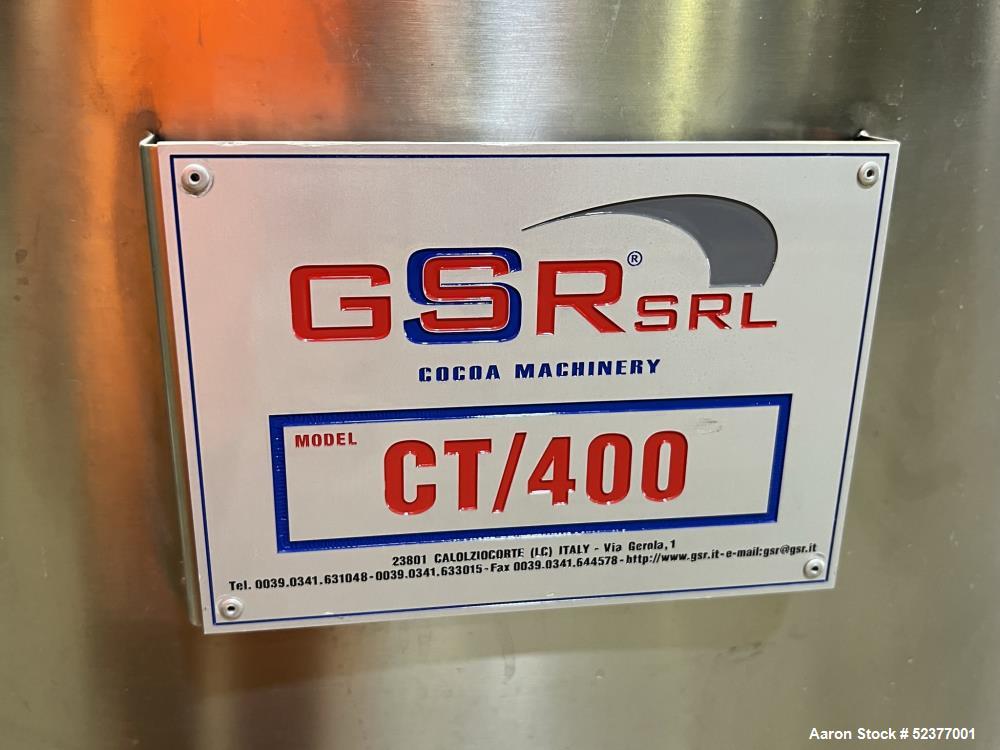 GSR® SRL
COCOA MACHINERY
MODEL
CT/400
23801 CALOLZIOCORTE (LC) ITALY - Via Gerola, 1
Tel. 0039.0341.631048-0039.0341.633015-Fax 0039.0341.644578-http://www.gsr.it-e-mail:gsr@gsr.it
Aaron Stock # 52377001